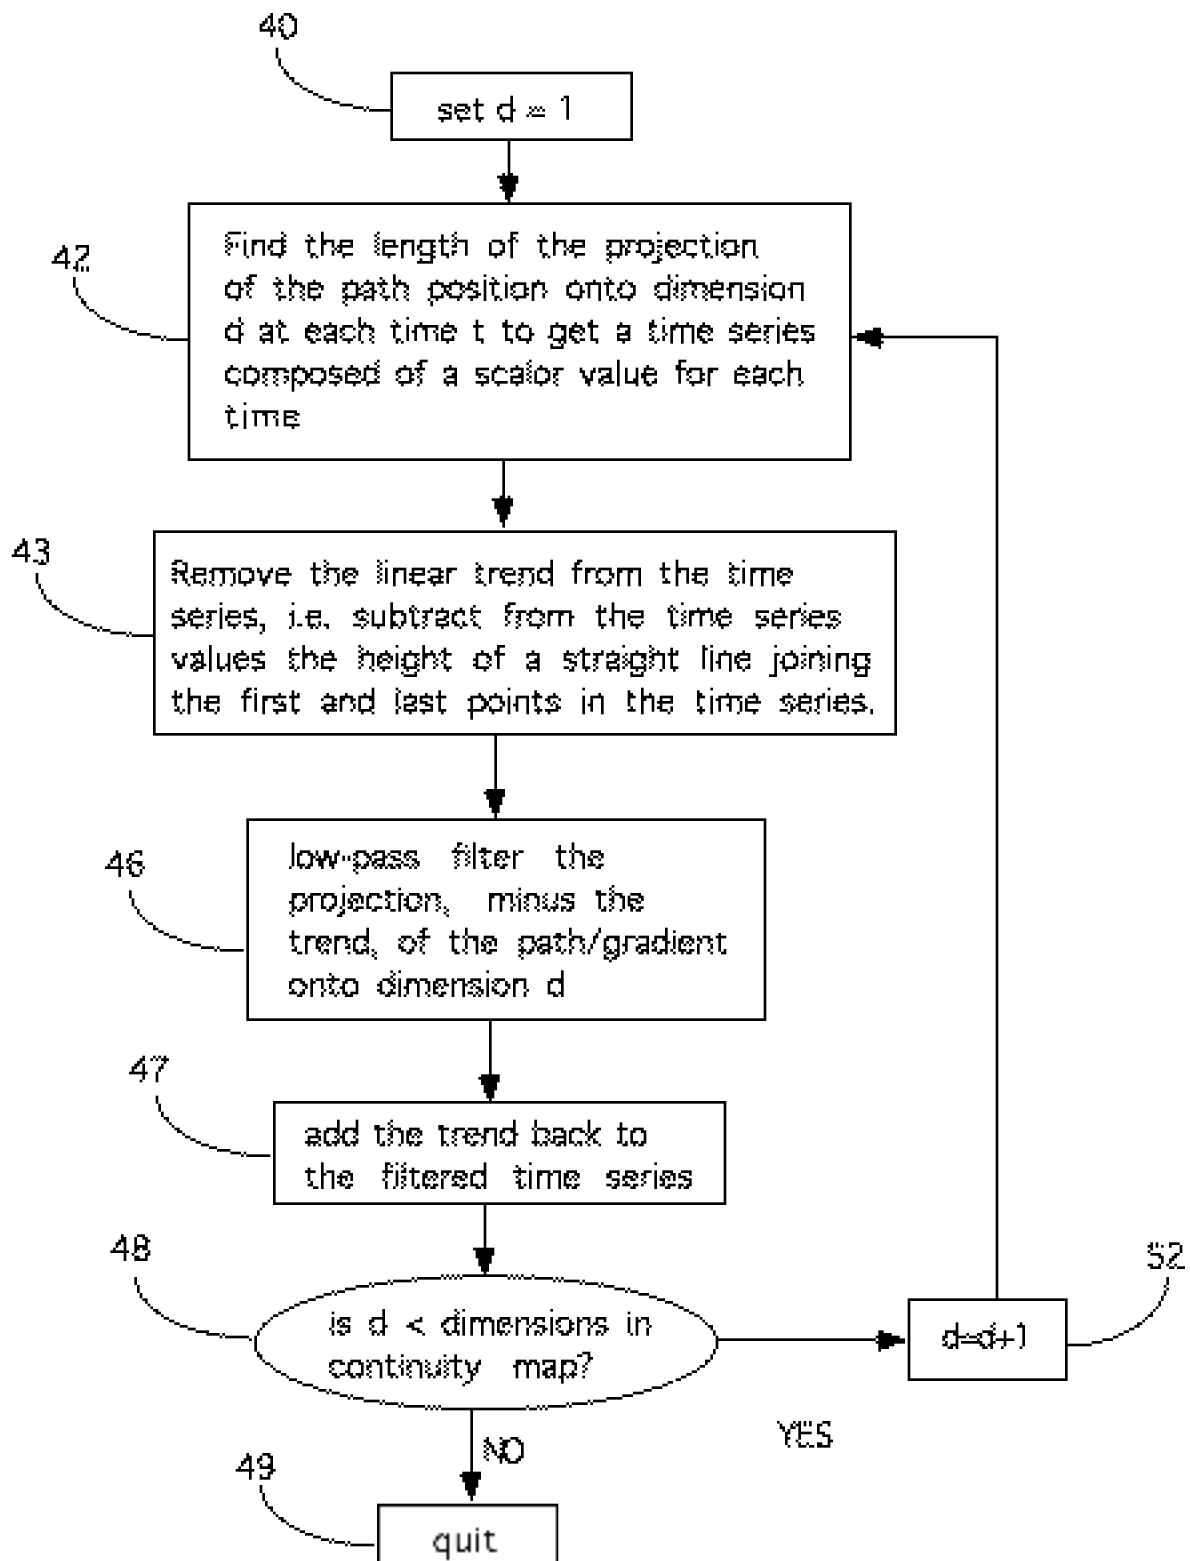 40
set d = 1
42
Find the length of the projection
of the path position onto dimension
d at each time t to get a time series
composed of a scalor value for each
time
43
Remove the linear trend from the time
series, i.e. subtract from the time series
values the height of a straight line joining
the first and last points in the time series.
46
low-pass filter the
projection, minus the
trend, of the path/gradient
onto dimension d
47
add the trend back to
the filtered time series
48
is d < dimensions in
continuity map?
52
d=d+1
YES
NO
49
quit